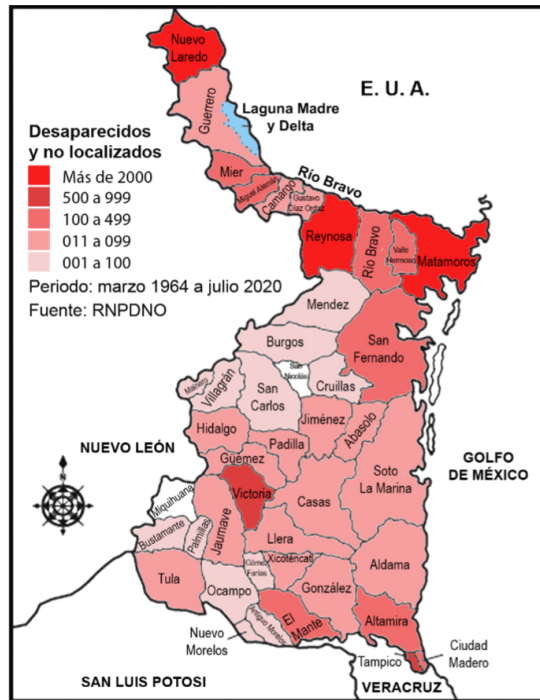 Nuevo
Laredo
E. U. A.
Guerrero
Laguna Madre
y Delta
Desaparecidos
y no localizados
Más de 2000
500 a 999
100 a 499
011 a 099
001 a 100
Periodo: marzo 1964 a julio 2020
Fuente: RNPDNO
Mier
Miguel Alemán
Camargo
Gustavo
Díaz Ordaz
Río Bravo
Reynosa
Río Bravo
Valle
Hermoso
Matamoros
Mendez
Burgos
San
Fernando
San
Nicolás
Cruillas
Mainero
Villagrán
San
Carlos
Jiménez
Abasolo
Hidalgo
Padilla
NUEVO LEÓN
Güémez
Soto
La Marina
GOLFO
DE MÉXICO
Victoria
Casas
Miquihuana
Bustamante
Palmillas
Jaumave
Llera
Xicoténcatl
Gómez
Farías
Aldama
Tula
Ocampo
González
Antiguo Morelos
El
Mante
Altamira
Nuevo
Morelos
Tampico
Ciudad
Madero
SAN LUIS POTOSI
VERACRUZ